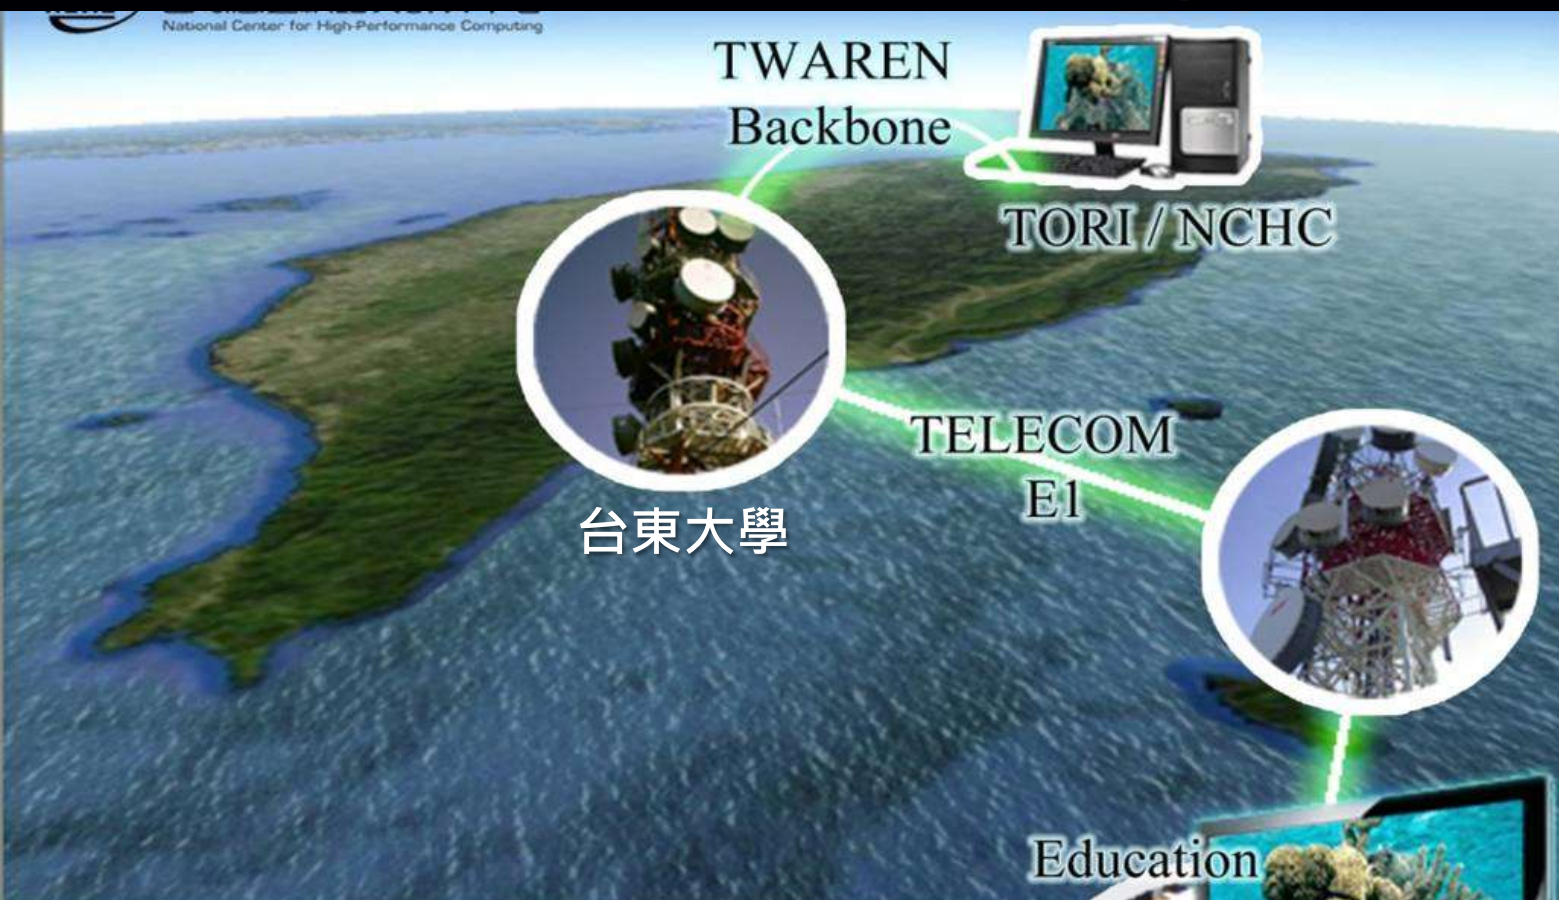 National Center for High-Performance Computing
TWAREN
Backbone
TORI / NCHC
TELECOM
E1
台東大學
Education